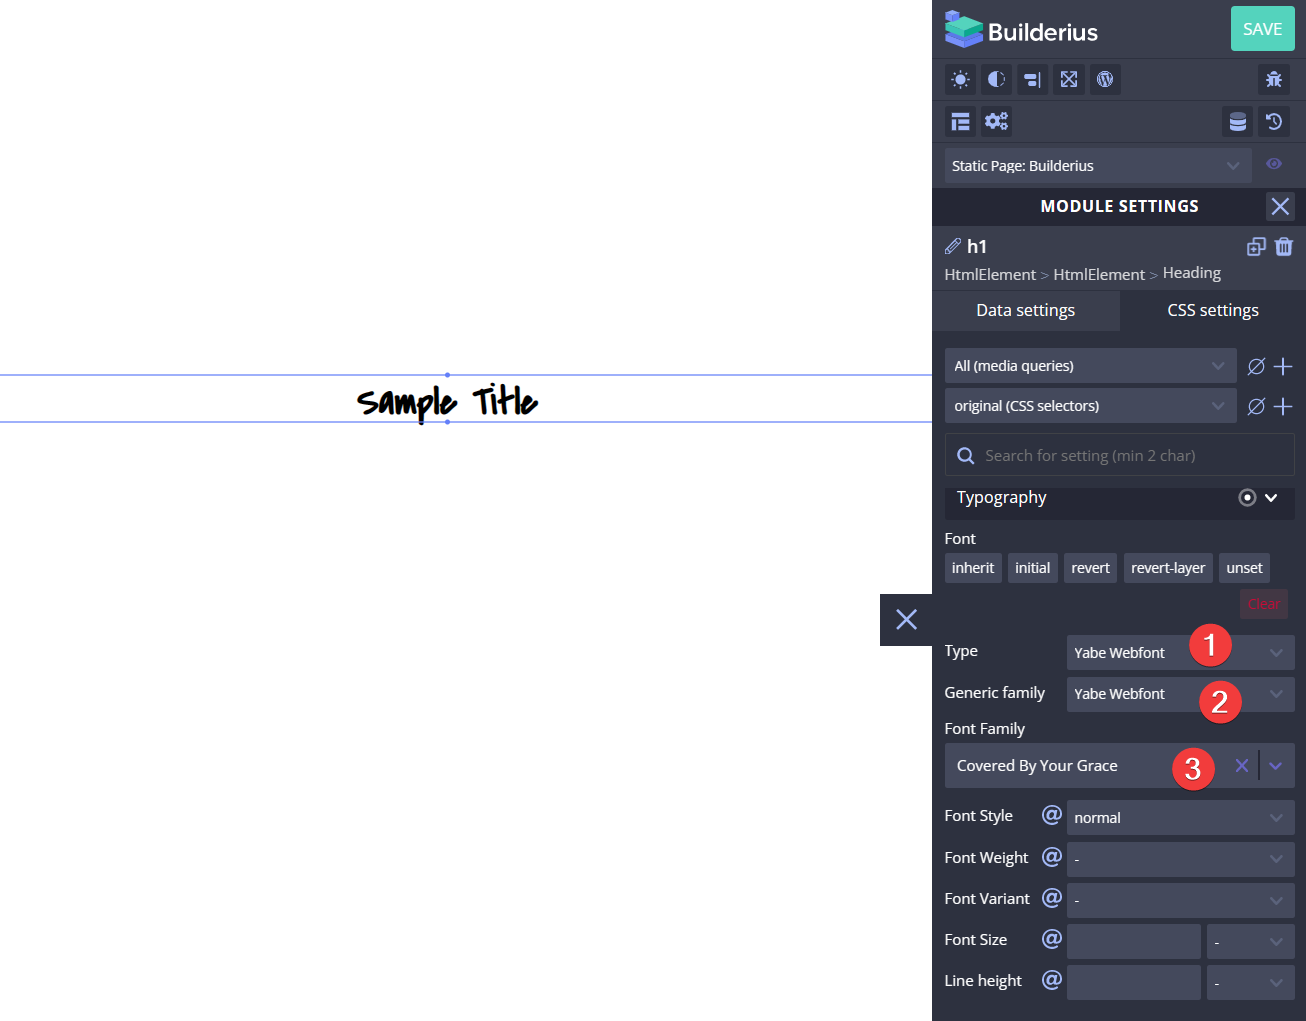 Builderius
SAVE
Static Page: Builderius
MODULE SETTINGS
h1
HtmlElement > HtmlElement > Heading
Data settings
CSS settings
All (media queries)
original (CSS selectors)
Search for setting (min 2 char)
Sample Title
Typography
Font
inherit initial revert revert-layer unset
Clear
Type Yabe Webfont 1
Generic family Yabe Webfont 2
Font Family
Covered By Your Grace 3
Font Style @ normal
Font Weight @ -
Font Variant @ -
Font Size @ -
Line height @ -